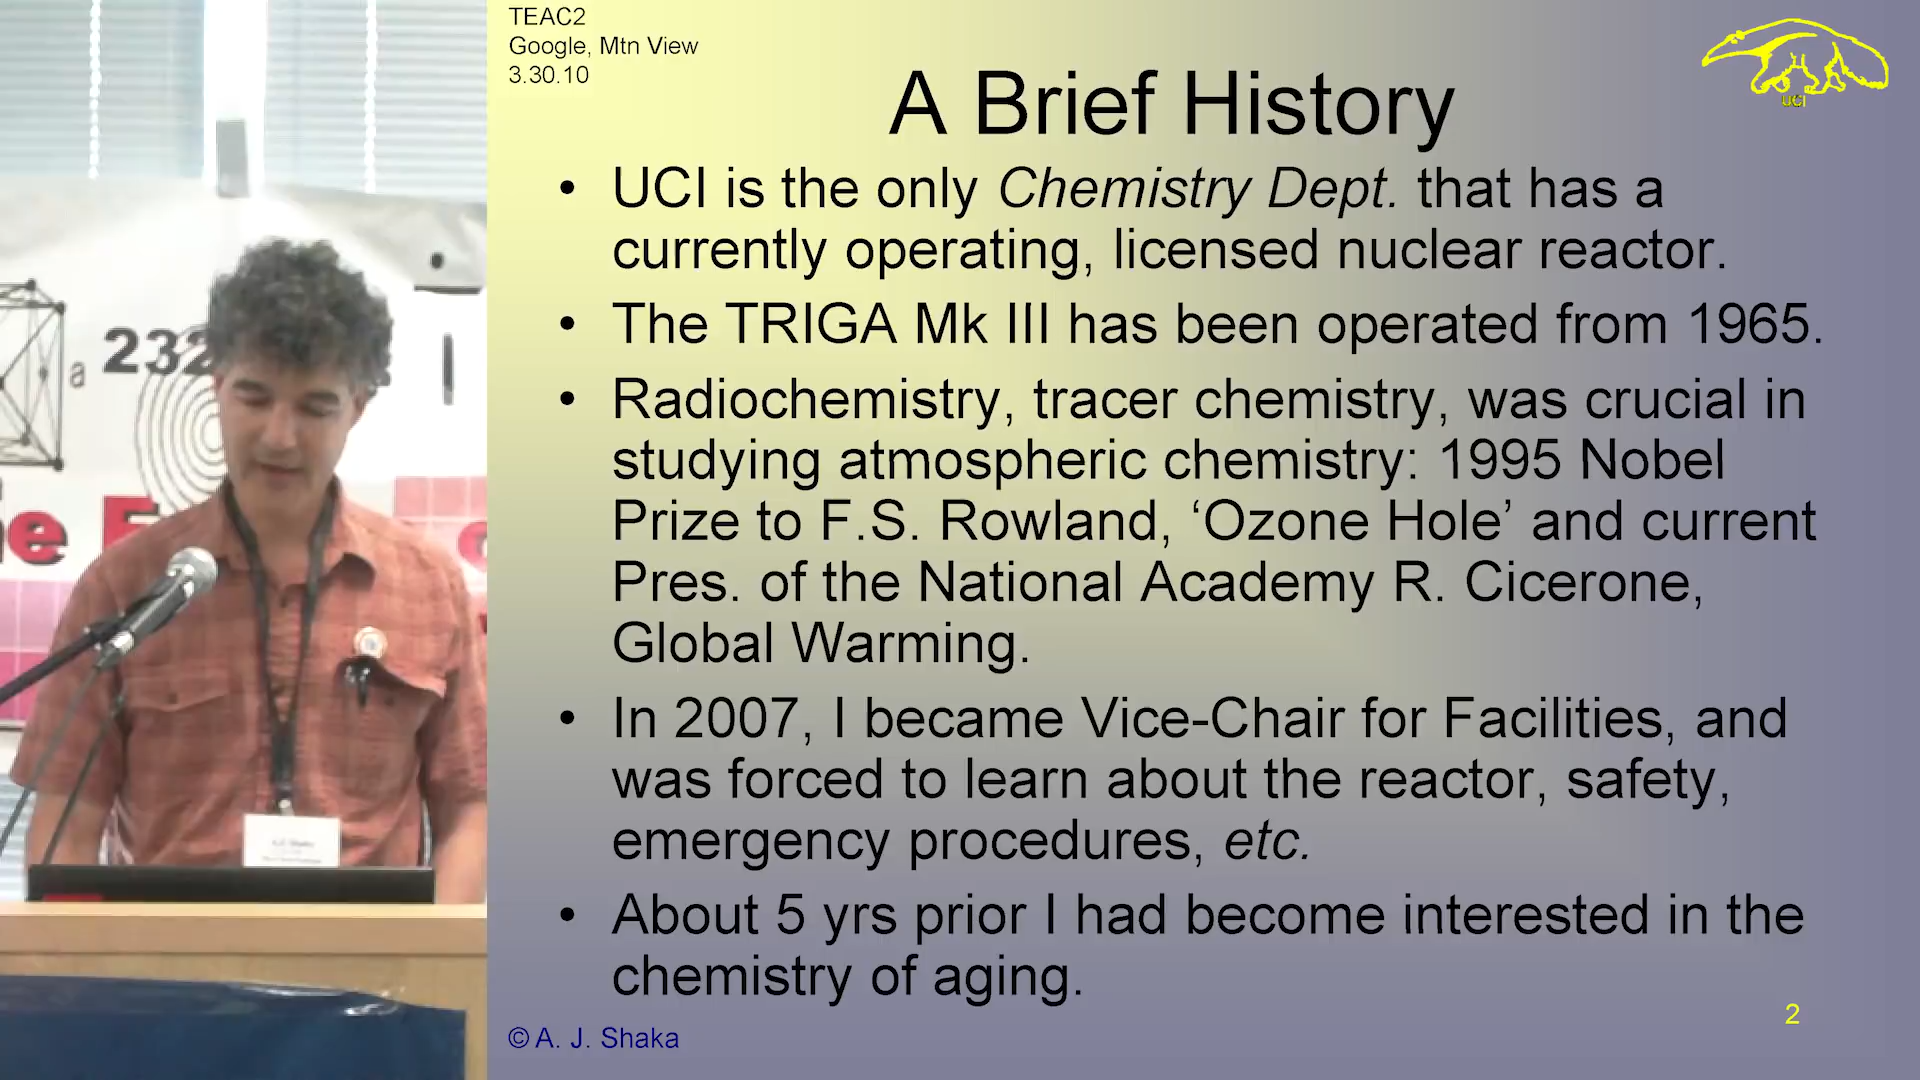 TEAC2
Google, Mtn View
3.30.10
UCI
A Brief History
• UCI is the only Chemistry Dept. that has a
currently operating, licensed nuclear reactor.
• The TRIGA Mk III has been operated from 1965.
• Radiochemistry, tracer chemistry, was crucial in
studying atmospheric chemistry: 1995 Nobel
Prize to F.S. Rowland, ‘Ozone Hole’ and current
Pres. of the National Academy R. Cicerone,
Global Warming.
• In 2007, I became Vice-Chair for Facilities, and
was forced to learn about the reactor, safety,
emergency procedures, etc.
• About 5 yrs prior I had become interested in the
chemistry of aging.
2
© A. J. Shaka
a 232